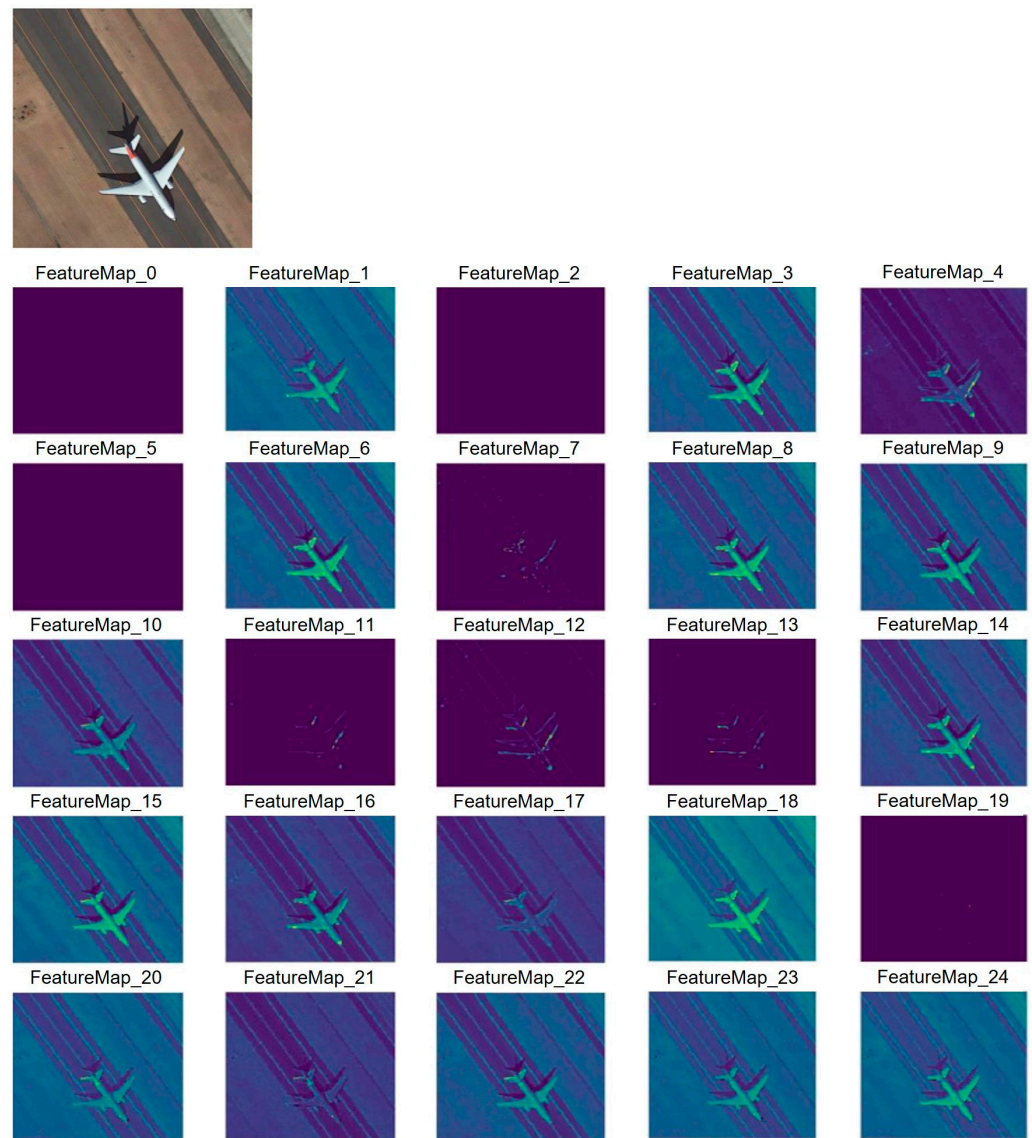 FeatureMap_0 FeatureMap_1 FeatureMap_2 FeatureMap_3 FeatureMap_4
FeatureMap_5 FeatureMap_6 FeatureMap_7 FeatureMap_8 FeatureMap_9
FeatureMap_10 FeatureMap_11 FeatureMap_12 FeatureMap_13 FeatureMap_14
FeatureMap_15 FeatureMap_16 FeatureMap_17 FeatureMap_18 FeatureMap_19
FeatureMap_20 FeatureMap_21 FeatureMap_22 FeatureMap_23 FeatureMap_24